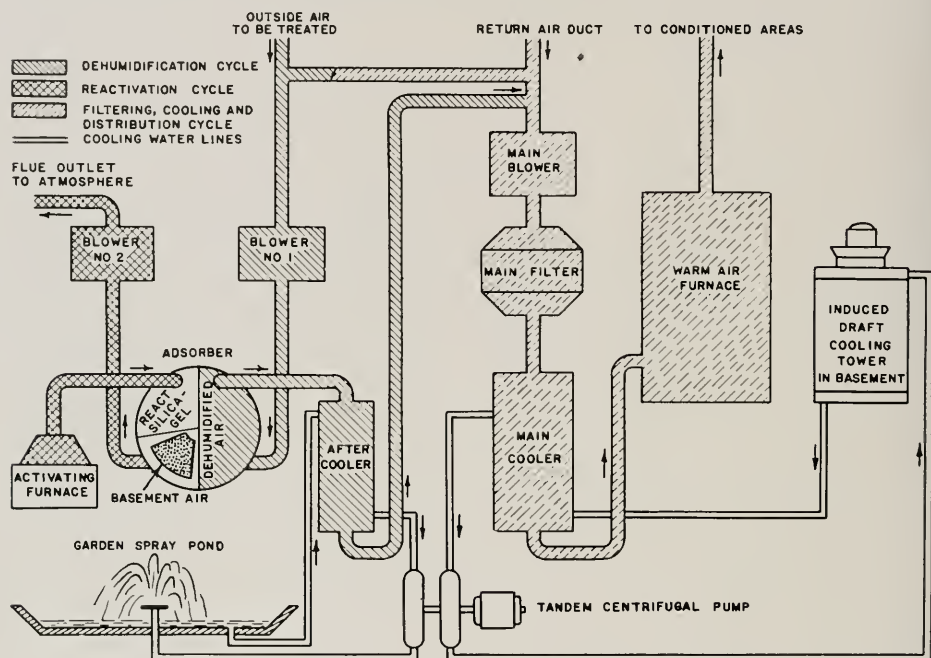 OUTSIDE AIR
TO BE TREATED
RETURN AIR DUCT
TO CONDITIONED AREAS
DEHUMIDIFICATION CYCLE
REACTIVATION CYCLE
FILTERING, COOLING AND
DISTRIBUTION CYCLE
COOLING WATER LINES
FLUE OUTLET
TO ATMOSPHERE
MAIN
BLOWER
BLOWER
NO 2
BLOWER
NO 1
MAIN FILTER
WARM AIR
FURNACE
INDUCED
DRAFT
COOLING
TOWER
IN BASEMENT
ADSORBER
REACT
SILICA-
GEL
DEHUMIDIFIED
AIR
AFTER
COOLER
MAIN
COOLER
ACTIVATING
FURNACE
BASEMENT AIR
GARDEN SPRAY POND
TANDEM CENTRIFUGAL PUMP